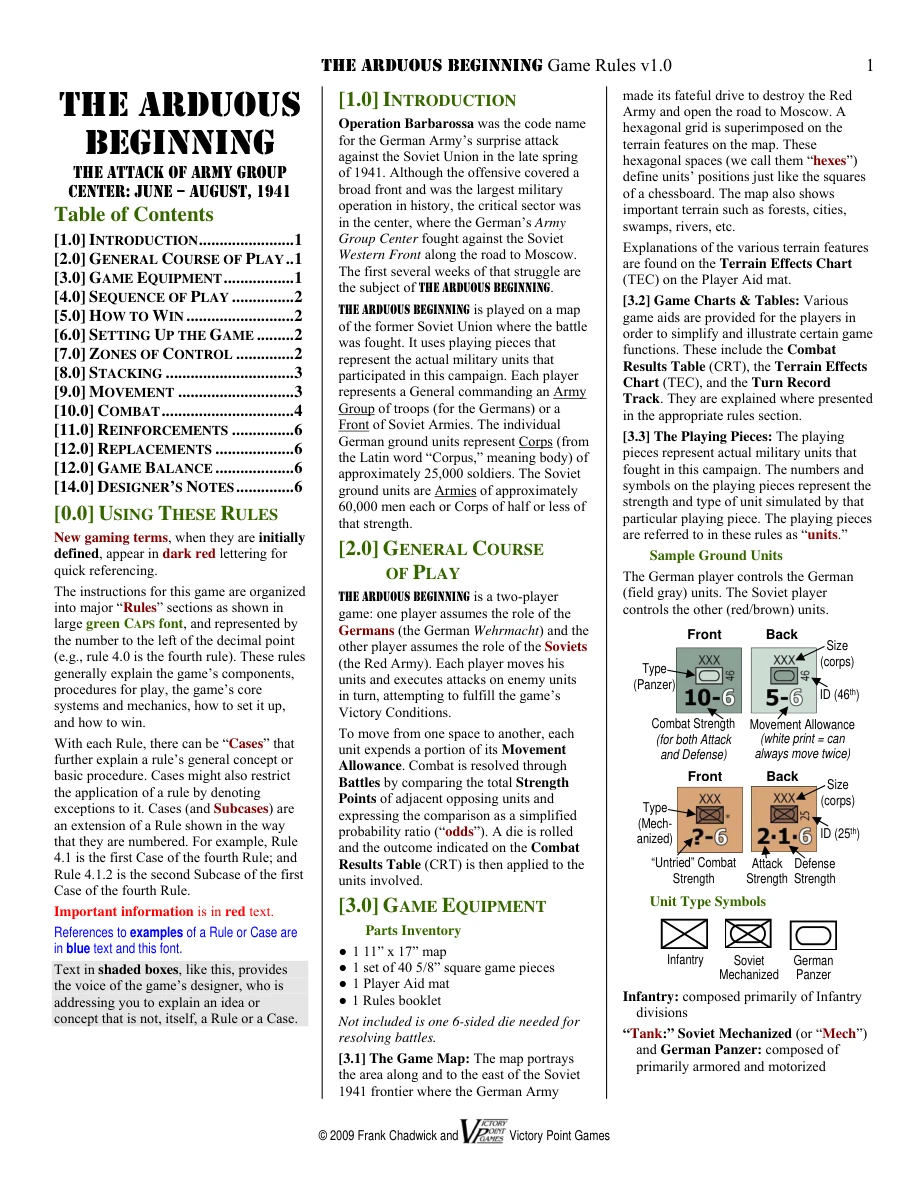 THE ARDUOUS BEGINNING Game Rules v1.0 1
THE ARDUOUS
BEGINNING
THE ATTACK OF ARMY GROUP
CENTER: JUNE – AUGUST, 1941
Table of Contents
[1.0] INTRODUCTION.......................1
[2.0] GENERAL COURSE OF PLAY ..1
[3.0] GAME EQUIPMENT.................1
[4.0] SEQUENCE OF PLAY ...............2
[5.0] HOW TO WIN ..........................2
[6.0] SETTING UP THE GAME .........2
[7.0] ZONES OF CONTROL ..............2
[8.0] STACKING ...............................3
[9.0] MOVEMENT ............................3
[10.0] COMBAT................................4
[11.0] REINFORCEMENTS ...............6
[12.0] REPLACEMENTS ...................6
[12.0] GAME BALANCE ...................6
[14.0] DESIGNER'S NOTES..............6
[0.0] USING THESE RULES
New gaming terms, when they are initially
defined, appear in dark red lettering for
quick referencing.
The instructions for this game are organized
into major “Rules” sections as shown in
large green CAPS font, and represented by
the number to the left of the decimal point
(e.g., rule 4.0 is the fourth rule). These rules
generally explain the game’s components,
procedures for play, the game’s core
systems and mechanics, how to set it up,
and how to win.
With each Rule, there can be “Cases” that
further explain a rule’s general concept or
basic procedure. Cases might also restrict
the application of a rule by denoting
exceptions to it. Cases (and Subcases) are
an extension of a Rule shown in the way
that they are numbered. For example, Rule
4.1 is the first Case of the fourth Rule; and
Rule 4.1.2 is the second Subcase of the first
Case of the fourth Rule.
Important information is in red text.
References to examples of a Rule or Case are
in blue text and this font.
Text in shaded boxes, like this, provides
the voice of the game’s designer, who is
addressing you to explain an idea or
concept that is not, itself, a Rule or a Case.
[1.0] INTRODUCTION
Operation Barbarossa was the code name
for the German Army’s surprise attack
against the Soviet Union in the late spring
of 1941. Although the offensive covered a
broad front and was the largest military
operation in history, the critical sector was
in the center, where the German’s Army
Group Center fought against the Soviet
Western Front along the road to Moscow.
The first several weeks of that struggle are
the subject of THE ARDUOUS BEGINNING.
THE ARDUOUS BEGINNING is played on a map
of the former Soviet Union where the battle
was fought. It uses playing pieces that
represent the actual military units that
participated in this campaign. Each player
represents a General commanding an Army
Group of troops (for the Germans) or a
Front of Soviet Armies. The individual
German ground units represent Corps (from
the Latin word “Corpus,” meaning body) of
approximately 25,000 soldiers. The Soviet
ground units are Armies of approximately
60,000 men each or Corps of half or less of
that strength.
[2.0] GENERAL COURSE
OF PLAY
THE ARDUOUS BEGINNING is a two-player
game: one player assumes the role of the
Germans (the German Wehrmacht) and the
other player assumes the role of the Soviets
(the Red Army). Each player moves his
units and executes attacks on enemy units
in turn, attempting to fulfill the game’s
Victory Conditions.
To move from one space to another, each
unit expends a portion of its Movement
Allowance. Combat is resolved through
Battles by comparing the total Strength
Points of adjacent opposing units and
expressing the comparison as a simplified
probability ratio (“odds”). A die is rolled
and the outcome indicated on the Combat
Results Table (CRT) is then applied to the
units involved.
[3.0] GAME EQUIPMENT
Parts Inventory
● 1 11” x 17” map
● 1 set of 40 5/8” square game pieces
● 1 Player Aid mat
● 1 Rules booklet
Not included is one 6-sided die needed for
resolving battles.
[3.1] The Game Map: The map portrays
the area along and to the east of the Soviet
1941 frontier where the German Army
made its fateful drive to destroy the Red
Army and open the road to Moscow. A
hexagonal grid is superimposed on the
terrain features on the map. These
hexagonal spaces (we call them “hexes”)
define units’ positions just like the squares
of a chessboard. The map also shows
important terrain such as forests, cities,
swamps, rivers, etc.
Explanations of the various terrain features
are found on the Terrain Effects Chart
(TEC) on the Player Aid mat.
[3.2] Game Charts & Tables: Various
game aids are provided for the players in
order to simplify and illustrate certain game
functions. These include the Combat
Results Table (CRT), the Terrain Effects
Chart (TEC), and the Turn Record
Track. They are explained where presented
in the appropriate rules section.
[3.3] The Playing Pieces: The playing
pieces represent actual military units that
fought in this campaign. The numbers and
symbols on the playing pieces represent the
strength and type of unit simulated by that
particular playing piece. The playing pieces
are referred to in these rules as “units.”
Sample Ground Units
The German player controls the German
(field gray) units. The Soviet player
controls the other (red/brown) units.
Front Back
Size
(corps)
Type
(Panzer)
XXX
46
10-6
XXX
46
5-6
ID (46th)
Combat Strength
(for both Attack
and Defense)
Movement Allowance
(white print = can
always move twice)
Front Back
Size
(corps)
Type
(Mech-
anized)
XXX
*
?-6
XXX
25
2·1·6
ID (25th)
“Untried” Combat
Strength
Attack
Strength
Defense
Strength
Unit Type Symbols
Infantry
Soviet
Mechanized
German
Panzer
Infantry: composed primarily of Infantry
divisions
“Tank:” Soviet Mechanized (or “Mech”)
and German Panzer: composed of
primarily armored and motorized
© 2009 Frank Chadwick and VICTORY POINT GAMES Victory Point Games